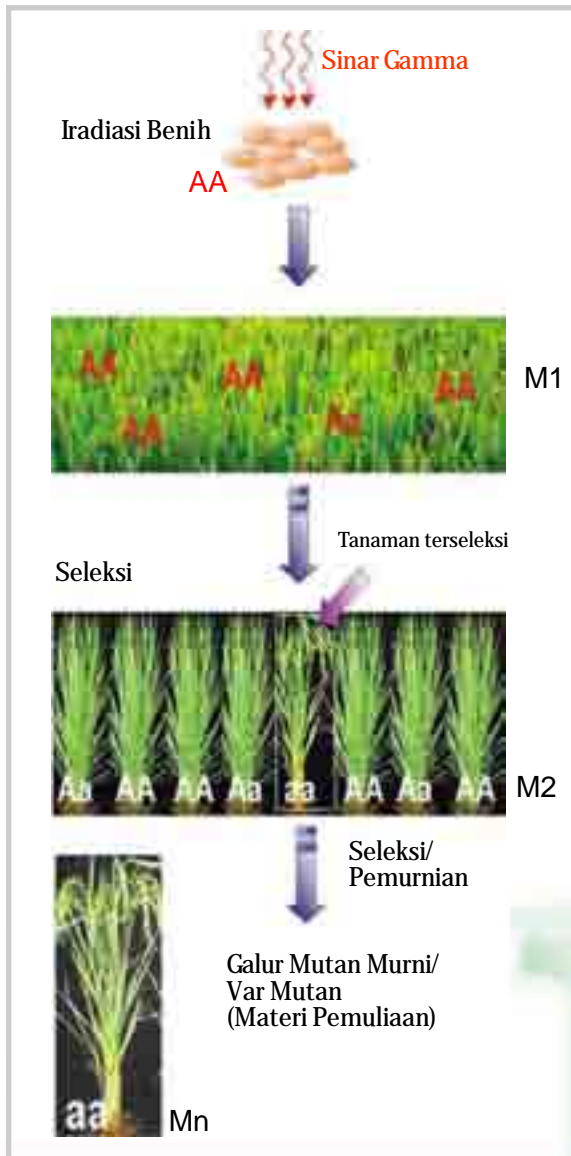 Sinar Gamma
Iradiasi Benih
AA
AA
AA
AA
AA
Aa
M1
Tanaman terseleksi
Seleksi
Aa AA AA Aa aa AA Aa AA
M2
Seleksi/
Pemurnian
Galur Mutan Murni/
Var Mutan
(Materi Pemuliaan)
aa
Mn